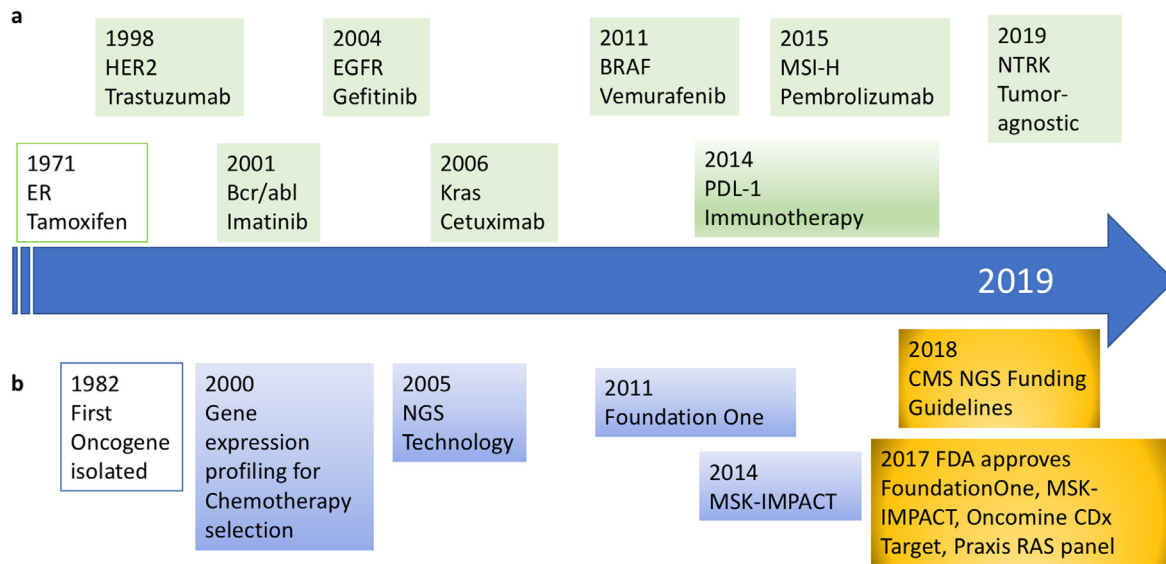 a
1998
HER2
Trastuzumab
2004
EGFR
Gefitinib
2011
BRAF
Vemurafenib
2015
MSI-H
Pembrolizumab
2019
NTRK
Tumor-
agnostic
1971
ER
Tamoxifen
2001
Bcr/abl
Imatinib
2006
Kras
Cetuximab
2014
PDL-1
Immunotherapy
2019
b
1982
First
Oncogene
isolated
2000
Gene
expression
profiling for
Chemotherapy
selection
2005
NGS
Technology
2011
Foundation One
2014
MSK-IMPACT
2018
CMS NGS Funding
Guidelines
2017 FDA approves
FoundationOne, MSK-
IMPACT, Oncomine CDx
Target, Praxis RAS panel